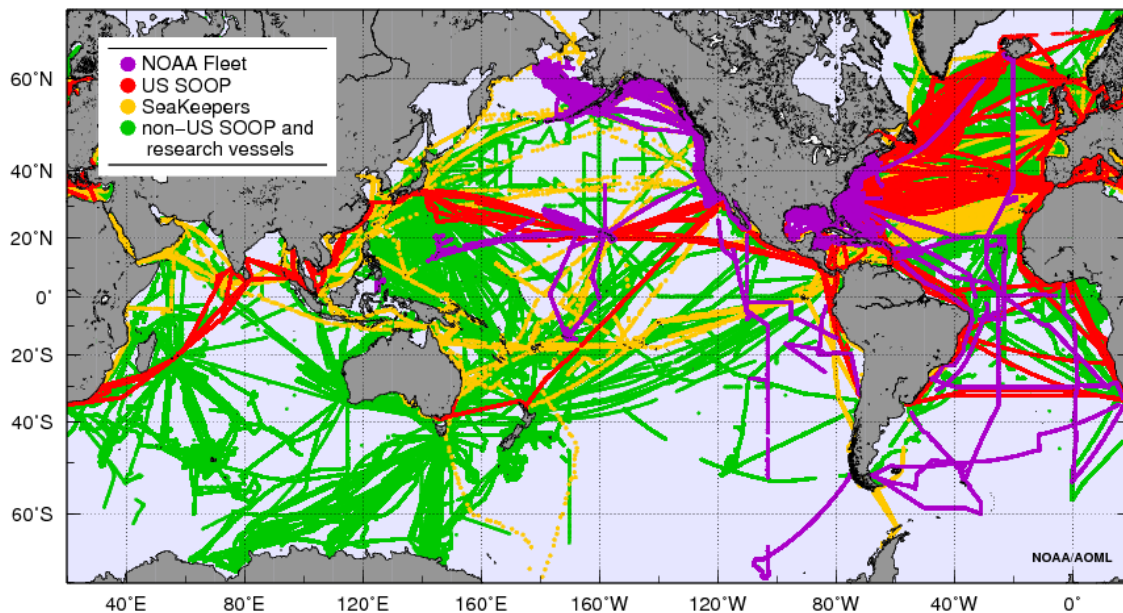 NOAA Fleet
US SOOP
SeaKeepers
non-US SOOP and
research vessels
60°N
40°N
20°N
0°
20°S
40°S
60°S
NOAA/AOML
40°E 80°E 120°E 160°E 160°W 120°W 80°W 40°W 0°